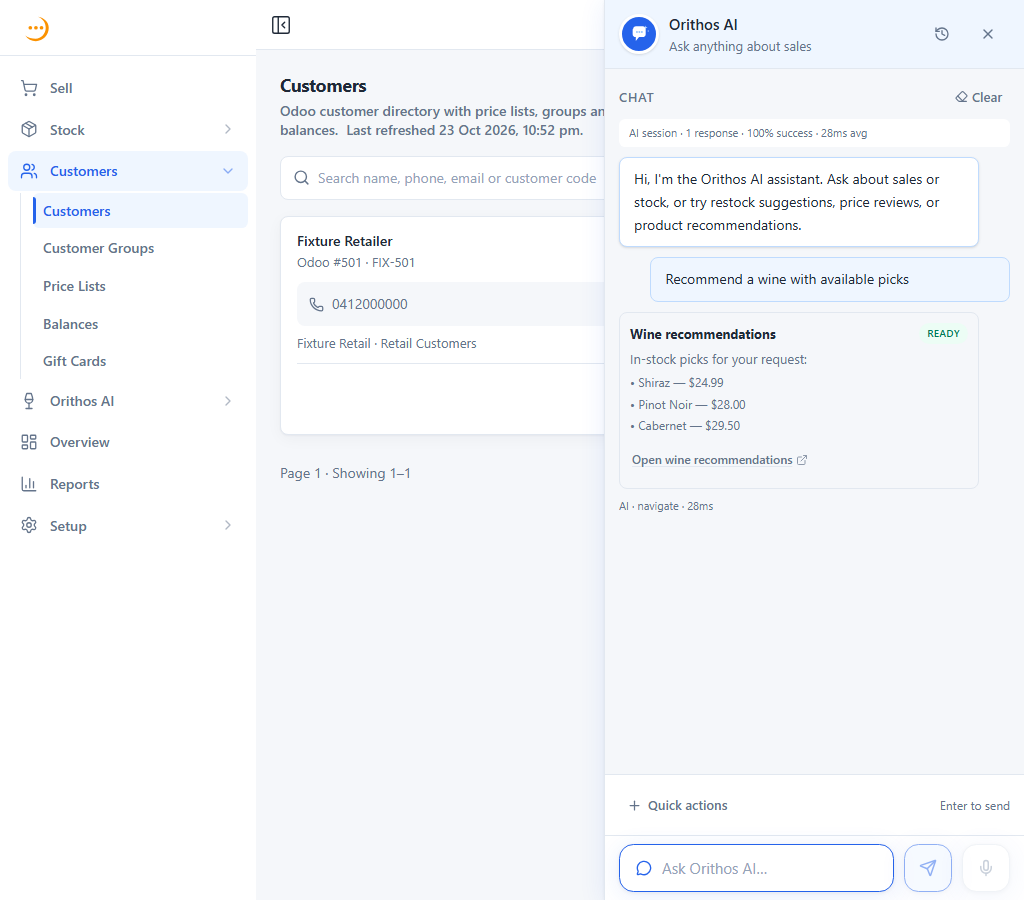 Sell
Stock
Customers
Customers
Customer Groups
Price Lists
Balances
Gift Cards
Orithos AI
Overview
Reports
Setup
Customers
Odoo customer directory with price lists, groups an
balances. Last refreshed 23 Oct 2026, 10:52 pm.
Search name, phone, email or customer code
Fixture Retailer
Odoo #501 · FIX-501
0412000000
Fixture Retail · Retail Customers
Page 1 · Showing 1–1
Orithos AI
Ask anything about sales
CHAT
Clear
AI session · 1 response · 100% success · 28ms avg
Hi, I'm the Orithos AI assistant. Ask about sales or
stock, or try restock suggestions, price reviews, or
product recommendations.
Recommend a wine with available picks
Wine recommendations
READY
In-stock picks for your request:
• Shiraz — $24.99
• Pinot Noir — $28.00
• Cabernet — $29.50
Open wine recommendations
AI · navigate · 28ms
Quick actions
Enter to send
Ask Orithos AI...